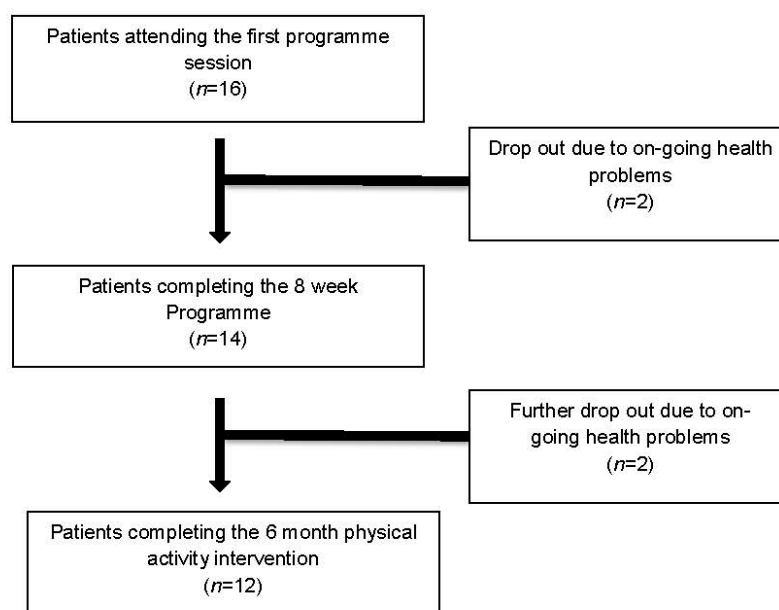 Patients attending the first programme
session
(n=16)
Drop out due to on-going health
problems
(n=2)
Patients completing the 8 week
Programme
(n=14)
Further drop out due to on-
going health problems
(n=2)
Patients completing the 6 month physical
activity intervention
(n=12)